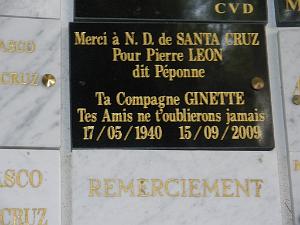 CVD
M
ASCO
CRUZ
Merci à N. D. de SANTA CRUZ
Pour Pierre LEON
dit Péponne
Ta Compagne GINETTE
Tes Amis ne t'oublierons jamais
17/05/1940 15/09/2009
ASCO
CRUZ
REMERCIEMENT